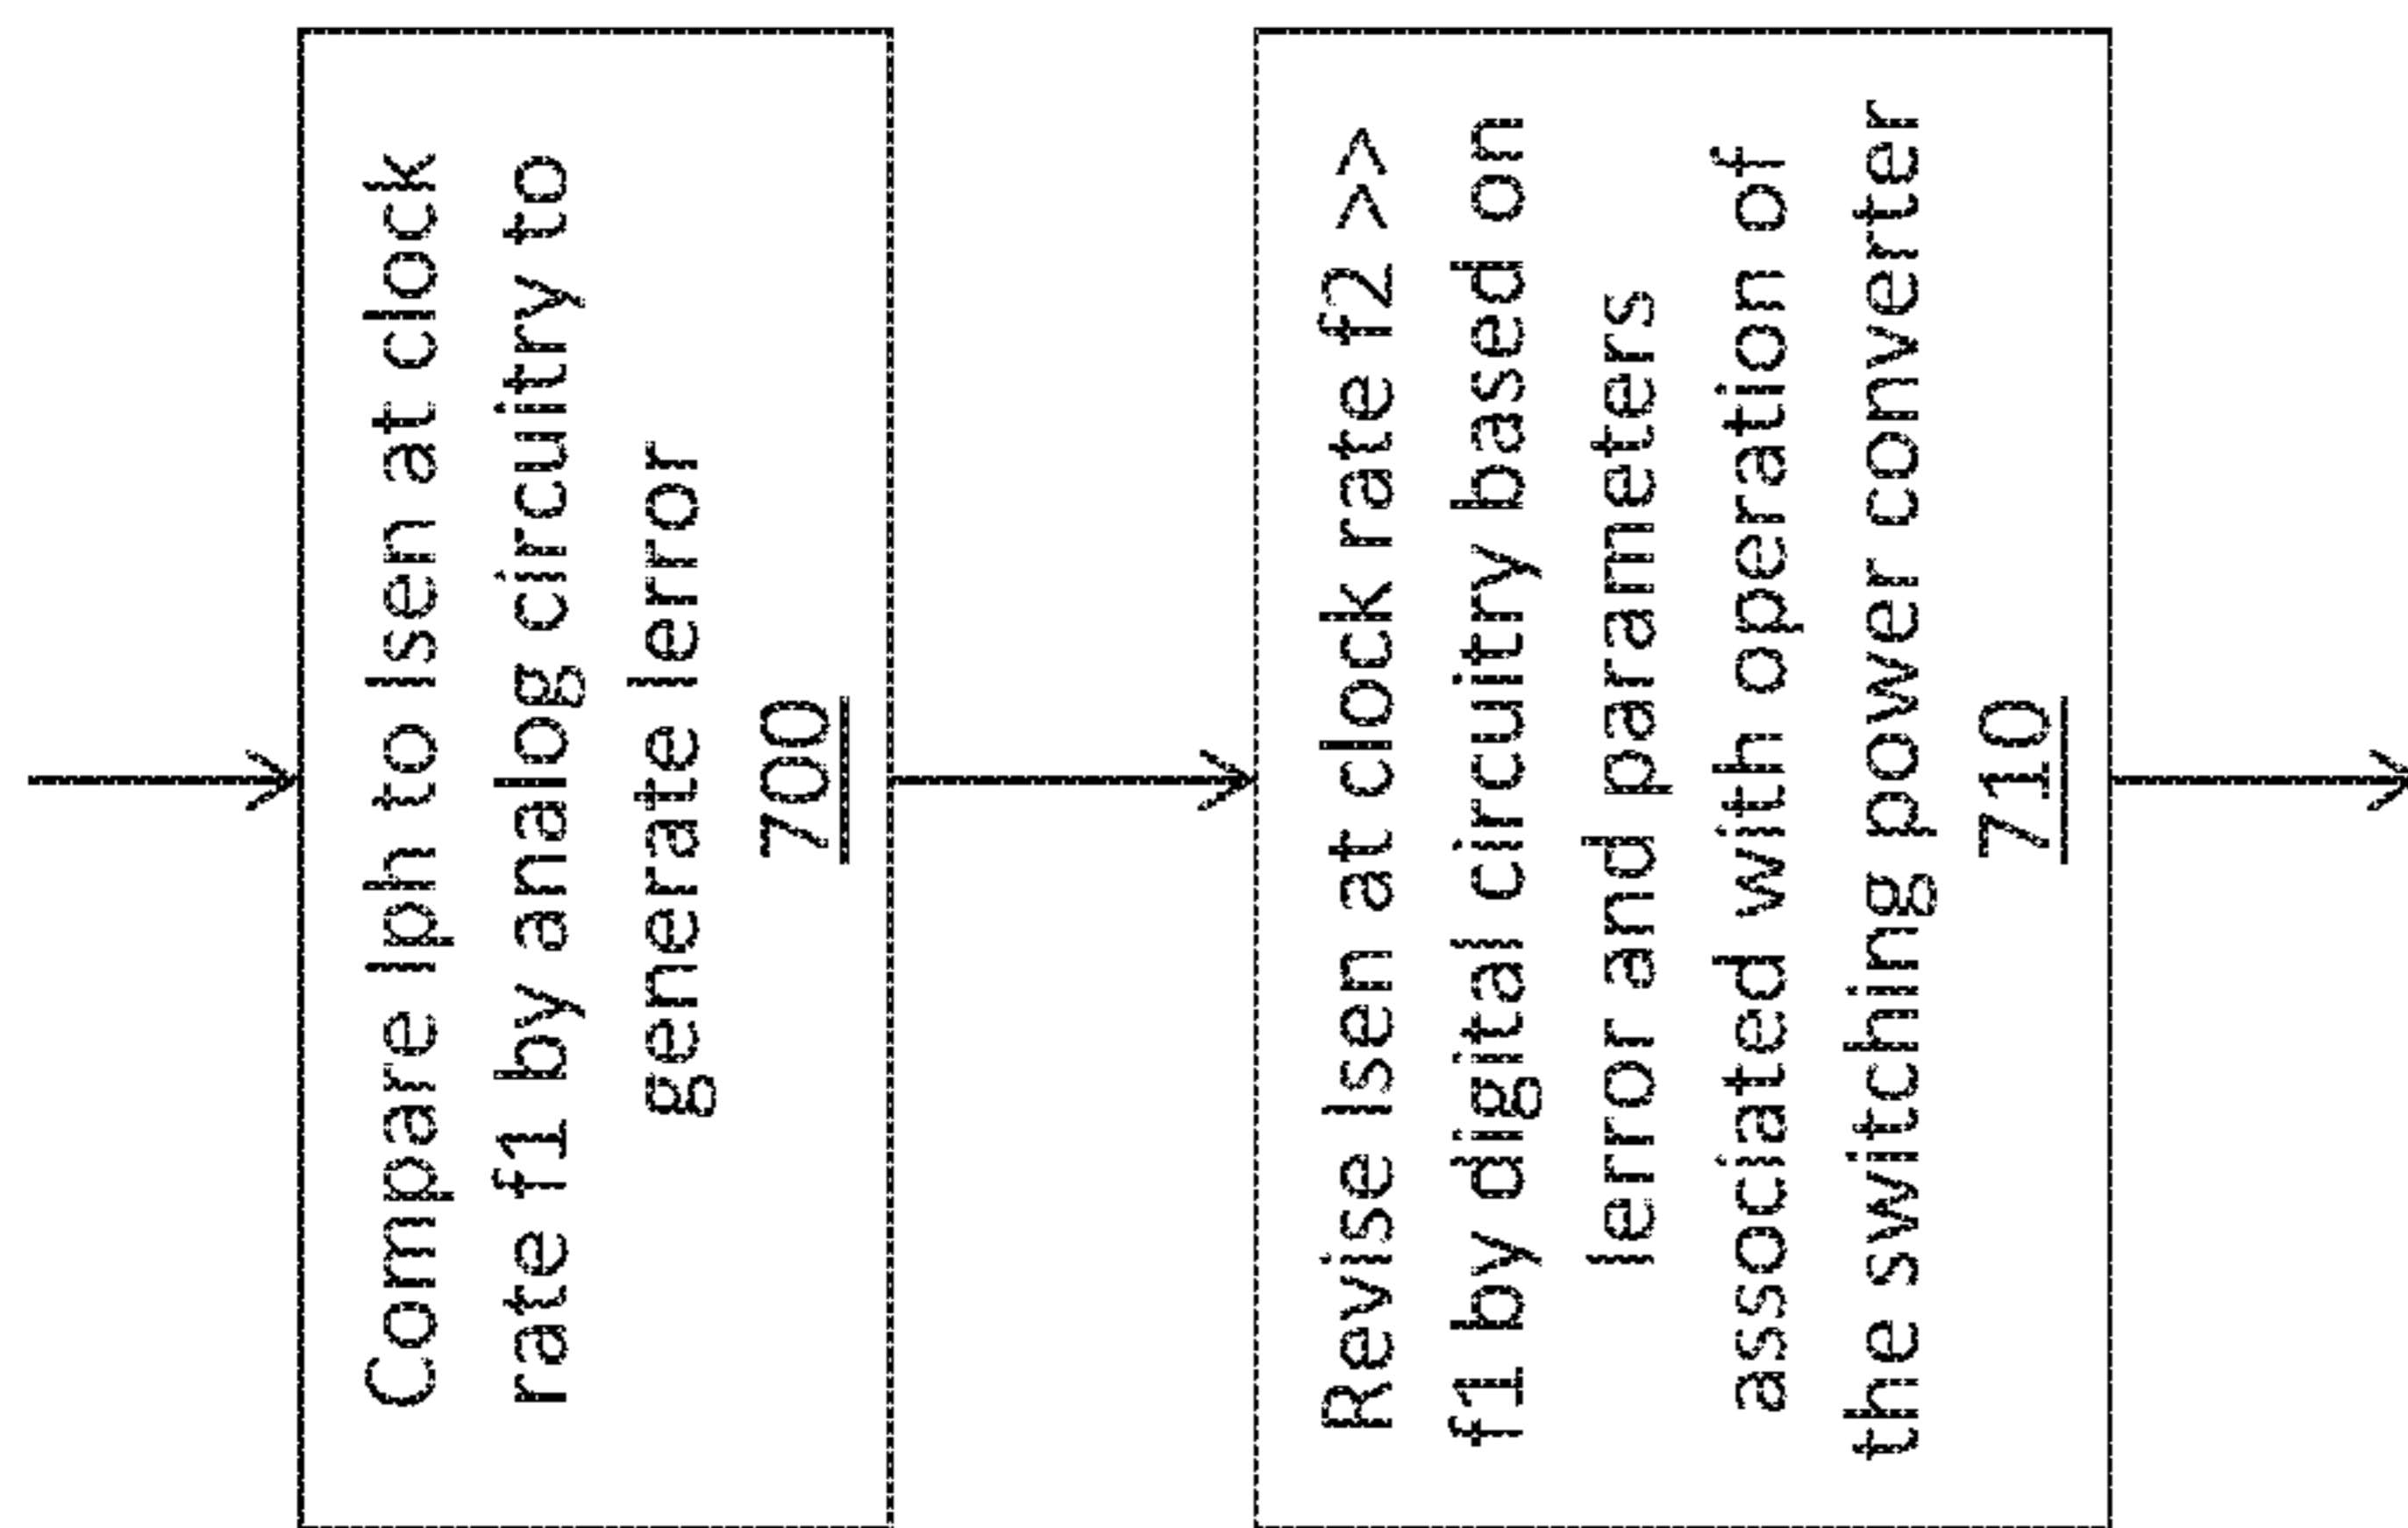 Compare Iph to Isen at clock
rate f1 by analog circuitry to
generate Ierror
700
Revise Isen at clock rate f2 >>
f1 by digital circuitry based on
Ierror and parameters
associated with operation of
the switching power converter
710